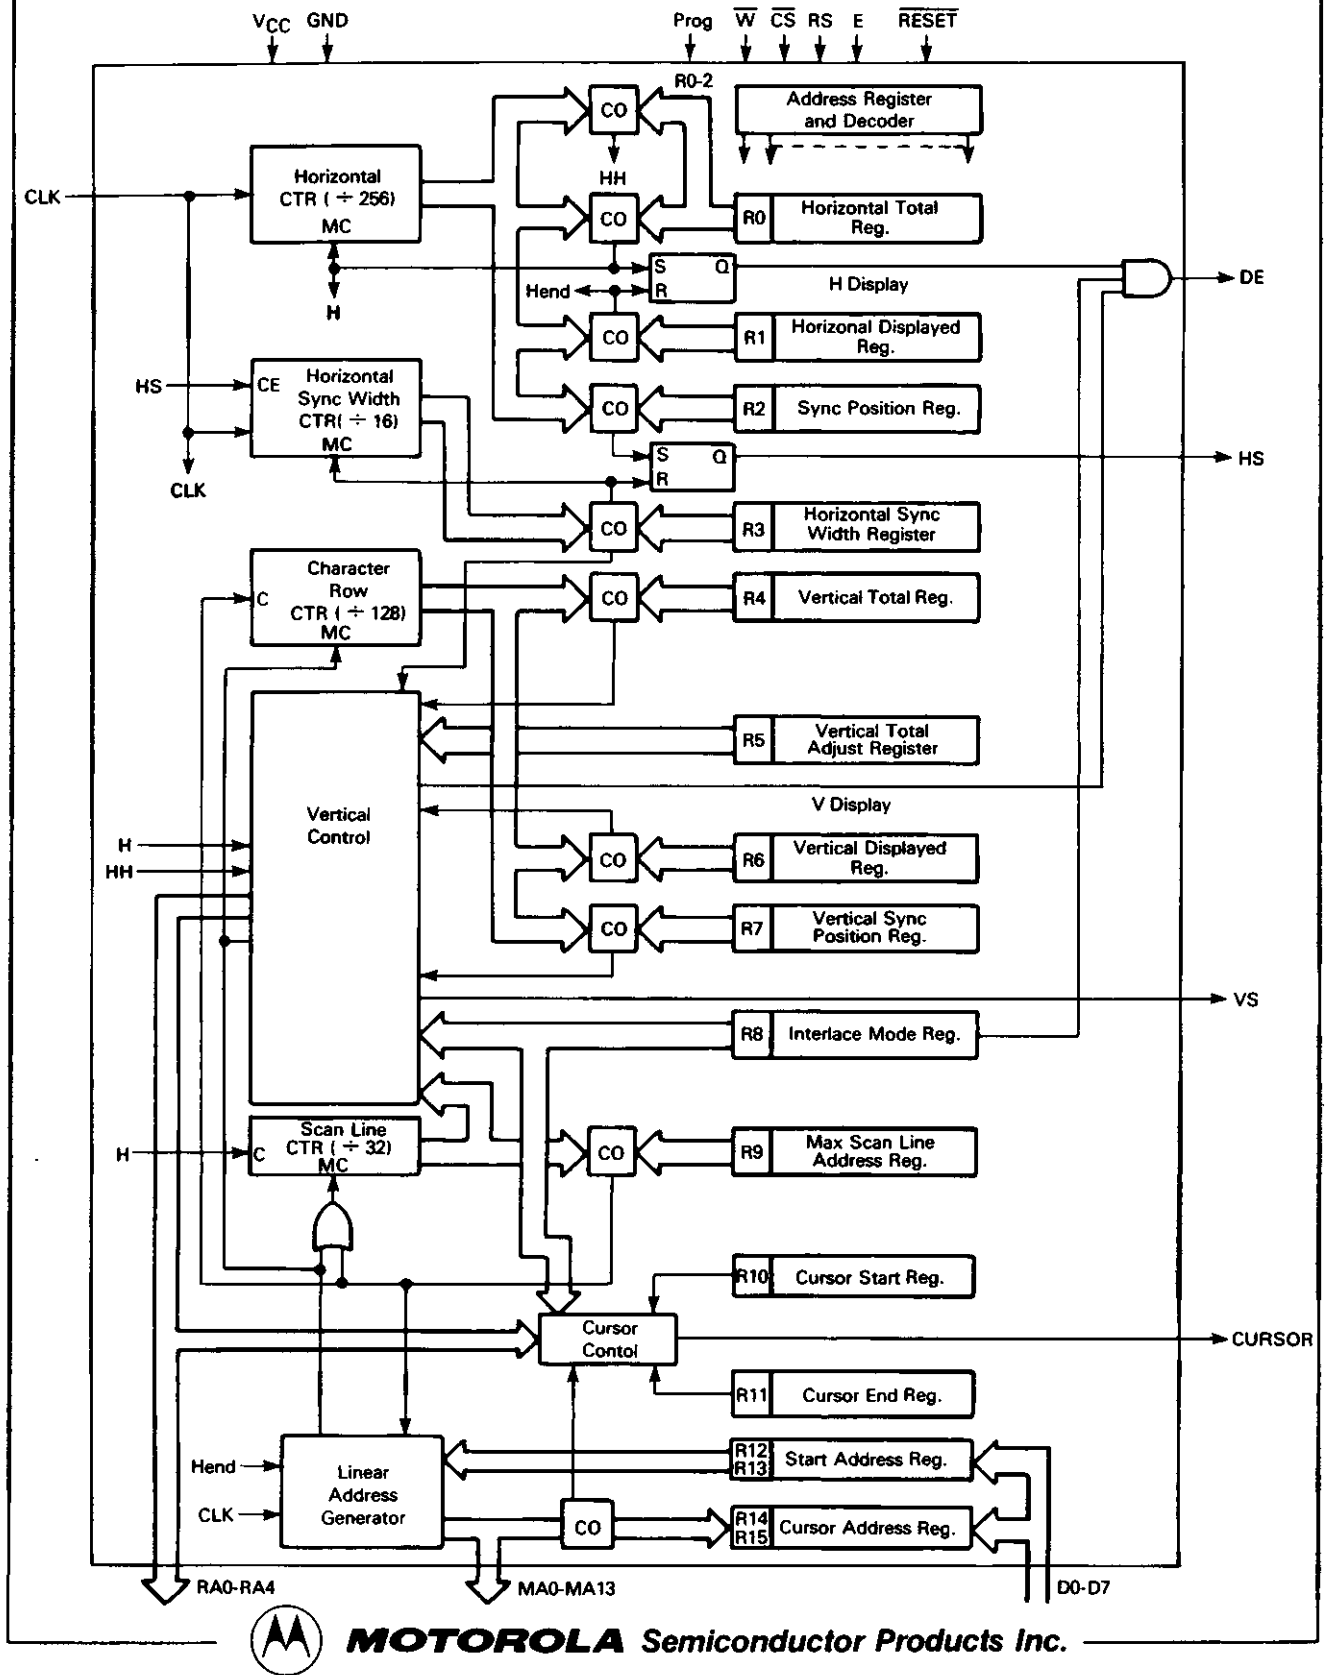 VCC GND Prog W CS RS E RESET
R0-2
Address Register
and Decoder
CO
HH
CLK
Horizontal
CTR ( ÷ 256)
MC
H
CO
R0 Horizontal Total
Reg.
S Q
R
H Display
DE
Hend
CO
R1 Horizonal Displayed
Reg.
HS
CE Horizontal
Sync Width
CTR( ÷ 16)
MC
CLK
CO
R2 Sync Position Reg.
S Q
R
HS
CO
R3 Horizontal Sync
Width Register
C Character
Row
CTR ( ÷ 128)
MC
CO
R4 Vertical Total Reg.
R5 Vertical Total
Adjust Register
V Display
Vertical
Control
H
HH
CO
R6 Vertical Displayed
Reg.
CO
R7 Vertical Sync
Position Reg.
VS
R8 Interlace Mode Reg.
H
C Scan Line
CTR ( ÷ 32)
MC
CO
R9 Max Scan Line
Address Reg.
R10 Cursor Start Reg.
Cursor
Contol
CURSOR
R11 Cursor End Reg.
Hend
CLK
Linear
Address
Generator
R12
R13 Start Address Reg.
CO
R14
R15 Cursor Address Reg.
RA0-RA4 MA0-MA13 D0-D7
MOTOROLA Semiconductor Products Inc.